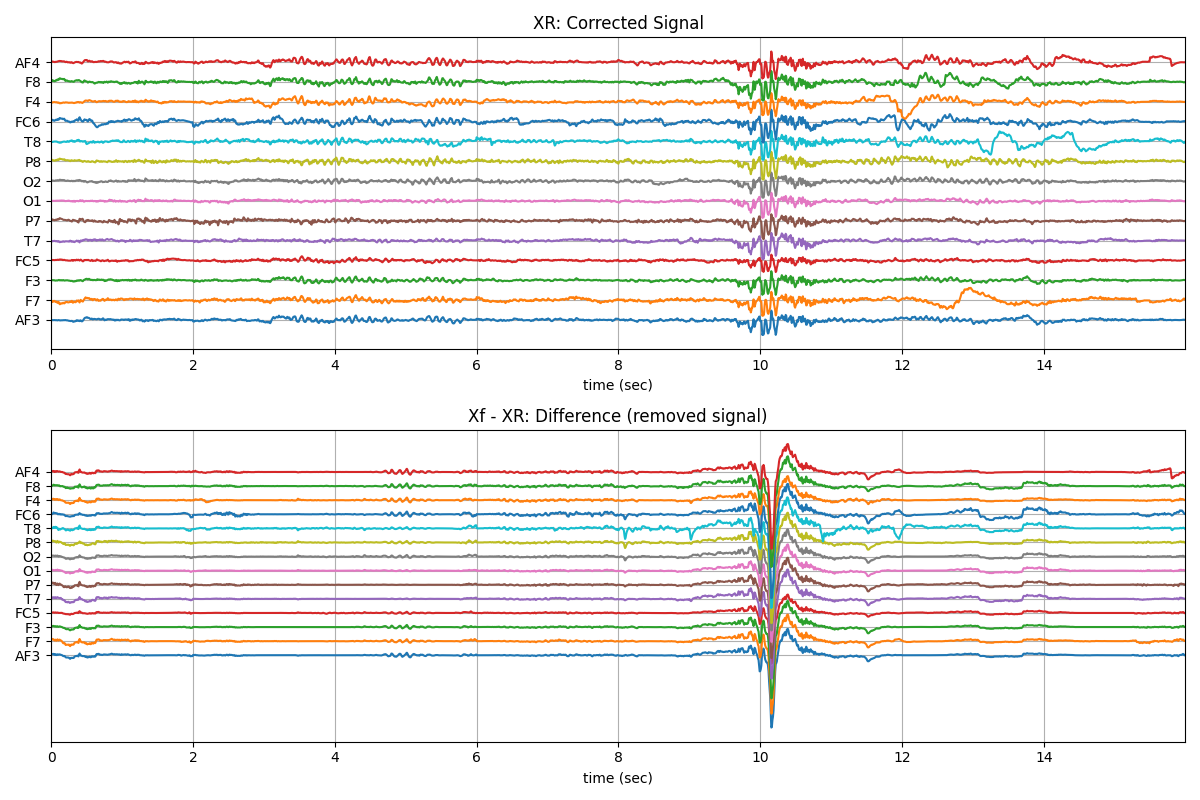 XR: Corrected Signal
AF4
F8
F4
FC6
T8
P8
O2
O1
P7
T7
FC5
F3
F7
AF3
0 2 4 6 8 10 12 14
time (sec)
Xf - XR: Difference (removed signal)
AF4
F8
F4
FC6
T8
P8
O2
O1
P7
T7
FC5
F3
F7
AF3
0 2 4 6 8 10 12 14
time (sec)